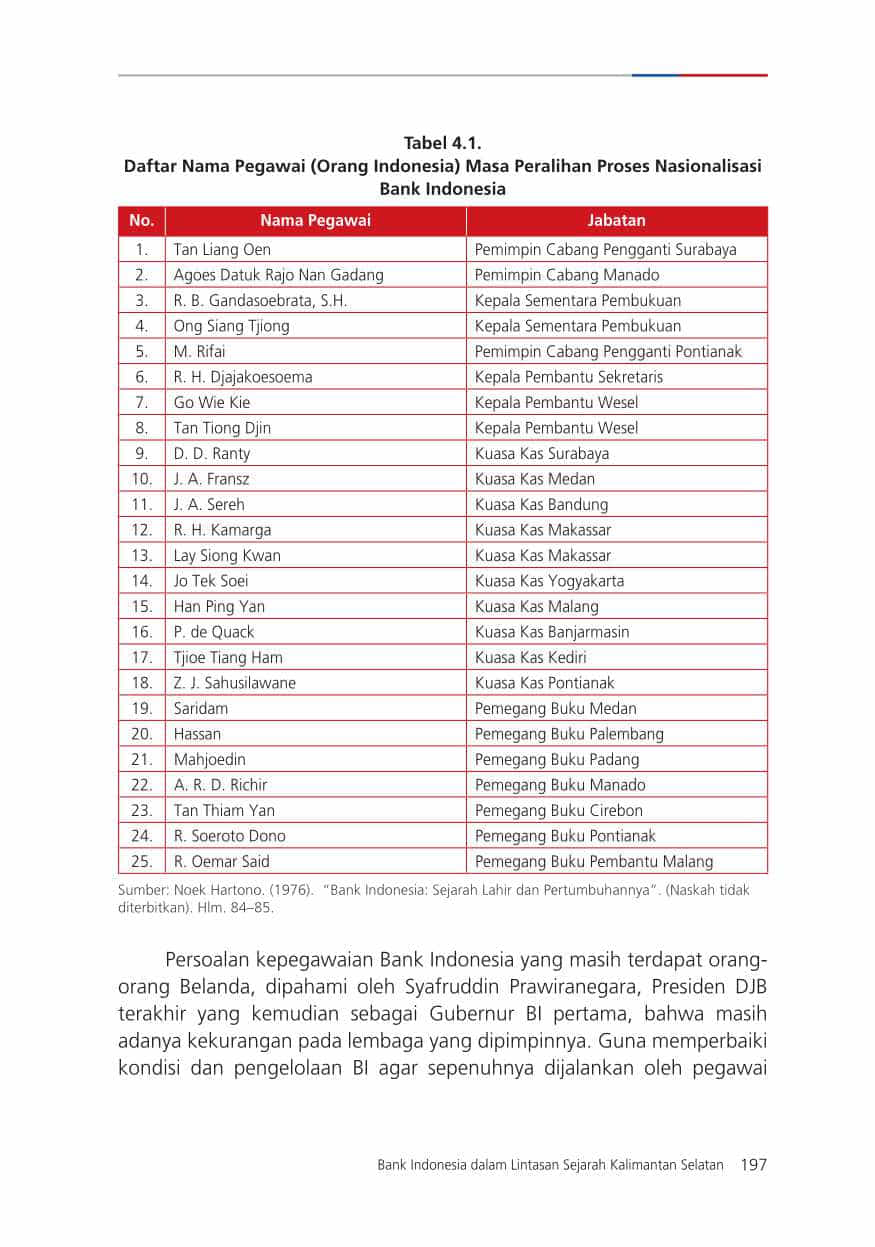 Tabel 4.1.
Daftar Nama Pegawai (Orang Indonesia) Masa Peralihan Proses Nasionalisasi
Bank Indonesia
No. Nama Pegawai Jabatan
1. Tan Liang Oen Pemimpin Cabang Pengganti Surabaya
2. Agoes Datuk Rajo Nan Gadang Pemimpin Cabang Manado
3. R. B. Gandasoebrata, S.H. Kepala Sementara Pembukuan
4. Ong Siang Tjiong Kepala Sementara Pembukuan
5. M. Rifai Pemimpin Cabang Pengganti Pontianak
6. R. H. Djajakoesoema Kepala Pembantu Sekretaris
7. Go Wie Kie Kepala Pembantu Wesel
8. Tan Tiong Djin Kepala Pembantu Wesel
9. D. D. Ranty Kuasa Kas Surabaya
10. J. A. Fransz Kuasa Kas Medan
11. J. A. Sereh Kuasa Kas Bandung
12. R. H. Kamarga Kuasa Kas Makassar
13. Lay Siong Kwan Kuasa Kas Makassar
14. Jo Tek Soei Kuasa Kas Yogyakarta
15. Han Ping Yan Kuasa Kas Malang
16. P. de Quack Kuasa Kas Banjarmasin
17. Tjioe Tiang Ham Kuasa Kas Kediri
18. Z. J. Sahusilawane Kuasa Kas Pontianak
19. Saridam Pemegang Buku Medan
20. Hassan Pemegang Buku Palembang
21. Mahjoedin Pemegang Buku Padang
22. A. R. D. Richir Pemegang Buku Manado
23. Tan Thiam Yan Pemegang Buku Cirebon
24. R. Soeroto Dono Pemegang Buku Pontianak
25. R. Oemar Said Pemegang Buku Pembantu Malang
Sumber: Noek Hartono. (1976). “Bank Indonesia: Sejarah Lahir dan Pertumbuhannya”. (Naskah tidak
diterbitkan). Hlm. 84–85.
Persoalan kepegawaian Bank Indonesia yang masih terdapat orang-
orang Belanda, dipahami oleh Syafruddin Prawiranegara, Presiden DJB
terakhir yang kemudian sebagai Gubernur BI pertama, bahwa masih
adanya kekurangan pada lembaga yang dipimpinnya. Guna memperbaiki
kondisi dan pengelolaan BI agar sepenuhnya dijalankan oleh pegawai
Bank Indonesia dalam Lintasan Sejarah Kalimantan Selatan 197